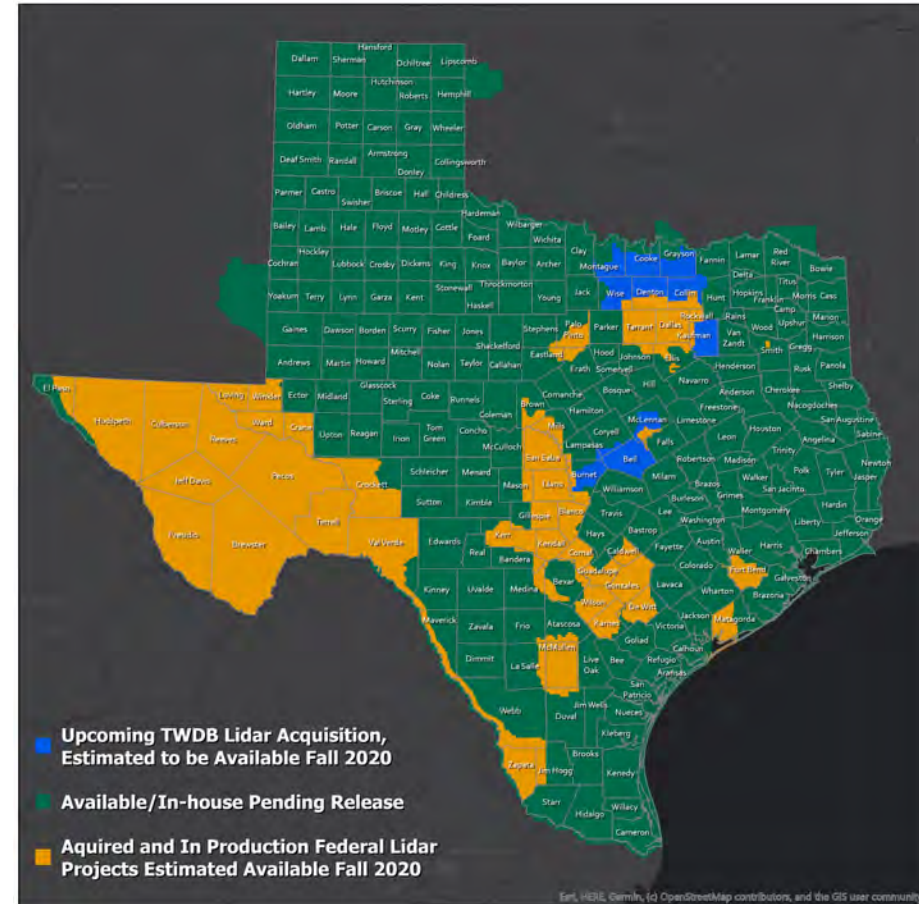 Hansford
Dallam Sherman Ochiltree Lipscomb
Hutchinson
Hartley Moore Roberts Hemphill
Oldham Potter Carson Gray Wheeler
Armstrong
Deaf Smith Randall Donley Collingsworth
Parmer Castro Swisher Briscoe Hall Childress
Hardeman
Bailey Lamb Hale Floyd Motley Cottle Foard Wilbarger
Wichita Clay
Hockley
Cochran Lubbock Crosby Dickens King Knox Baylor Archer Montague Cooke Grayson Fannin Lamar Red River Bowie
Delta Titus
Stonewall Throckmorton
Yoakum Terry Lynn Garza Kent Haskell Young Jack Wise Denton Collin Hunt Hopkins Franklin Morris Cass
Camp
Gaines Dawson Borden Scurry Fisher Jones Stephens Palo Pinto Parker Tarrant Dallas Rockwall Kaufman Rains Van Zandt Wood Upshur Marion
Shackelford Harrison
Andrews Martin Howard Mitchell Nolan Taylor Callahan Eastland Erath Hood Somervell Johnson Ellis Henderson Smith Gregg Rusk Panola
El Paso Loving Winkler Ector Midland Glasscock Sterling Coke Runnels Coleman Brown Comanche Bosque Hill Navarro Anderson Cherokee Shelby
Freestone Nacogdoches
Hudspeth Culberson Reeves Ward Crane Upton Reagan Irion Tom Green Concho McCulloch Mills Hamilton Coryell McLennan Limestone Leon Houston Angelina San Augustine Sabine
San Saba Lampasas Falls Robertson Madison Trinity Polk Newton
Jeff Davis Pecos Crockett Schleicher Menard Mason Llano Burnet Bell Milam Brazos Walker Tyler Jasper
Williamson Burleson Grimes San Jacinto
Sutton Kimble Gillespie Blanco Travis Lee Washington Montgomery Liberty Hardin Orange
Presidio Brewster Terrell Val Verde Edwards Real Kerr Kendall Hays Bastrop Fayette Austin Waller Harris Jefferson
Bandera Comal Caldwell Chambers
Kinney Uvalde Medina Bexar Guadalupe Gonzales Colorado Fort Bend Galveston
Lavaca Wharton Brazoria
Maverick Zavala Frio Atascosa Wilson Karnes De Witt Jackson Matagorda
Victoria
Dimmit La Salle McMullen Live Oak Bee Goliad Refugio Calhoun
Aransas
San Patricio
Webb Duval Jim Wells Nueces
Kleberg
Zapata Jim Hogg Brooks Kenedy
Starr Hidalgo Willacy
Cameron
Upcoming TWDB Lidar Acquisition,
Estimated to be Available Fall 2020
Available/In-house Pending Release
Aquired and In Production Federal Lidar
Projects Estimated Available Fall 2020
Esri, HERE, Garmin, (c) OpenStreetMap contributors, and the GIS user community